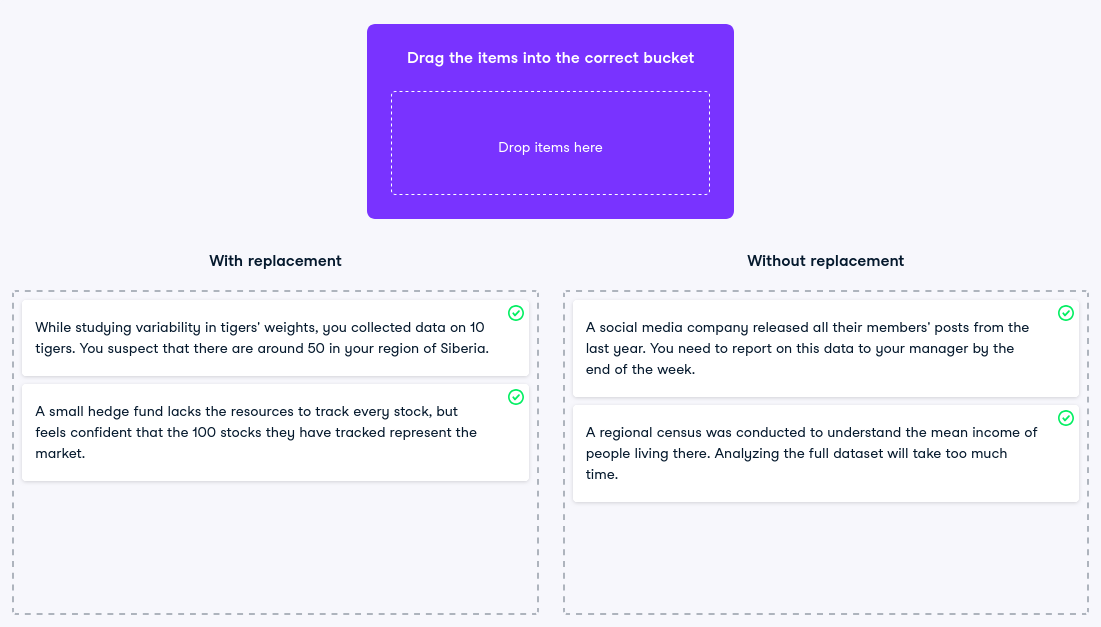 Drag the items into the correct bucket
Drop items here
With replacement
While studying variability in tigers' weights, you collected data on 10
tigers. You suspect that there are around 50 in your region of Siberia.
A small hedge fund lacks the resources to track every stock, but
feels confident that the 100 stocks they have tracked represent the
market.
Without replacement
A social media company released all their members' posts from the
last year. You need to report on this data to your manager by the
end of the week.
A regional census was conducted to understand the mean income of
people living there. Analyzing the full dataset will take too much
time.